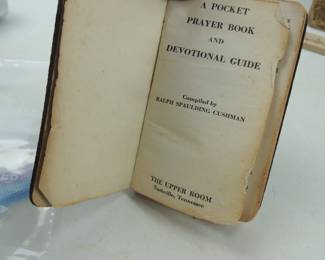 A POCKET
PRAYER BOOK
AND
DEVOTIONAL GUIDE
Compiled by
RALPH SPAULDING CUSHMAN
THE UPPER ROOM
Nashville, Tennessee